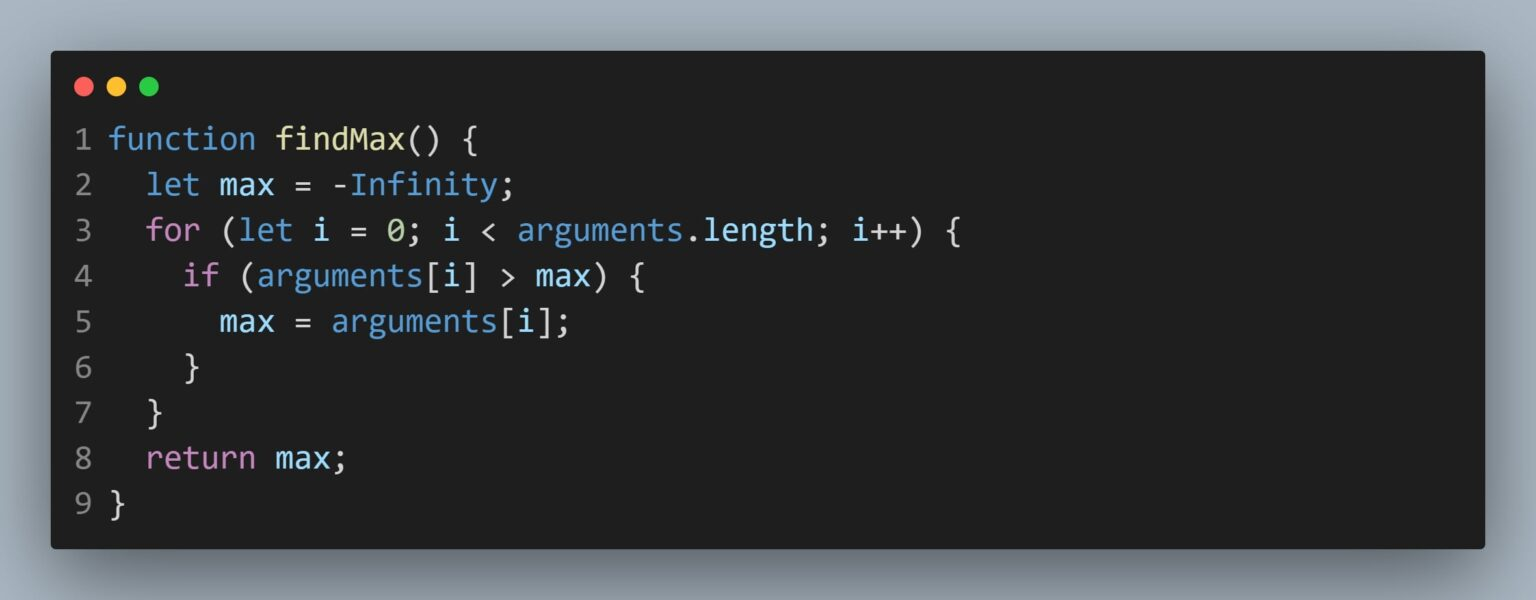 1 function findMax() {
2   let max = -Infinity;
3   for (let i = 0; i < arguments.length; i++) {
4     if (arguments[i] > max) {
5       max = arguments[i];
6     }
7   }
8   return max;
9 }